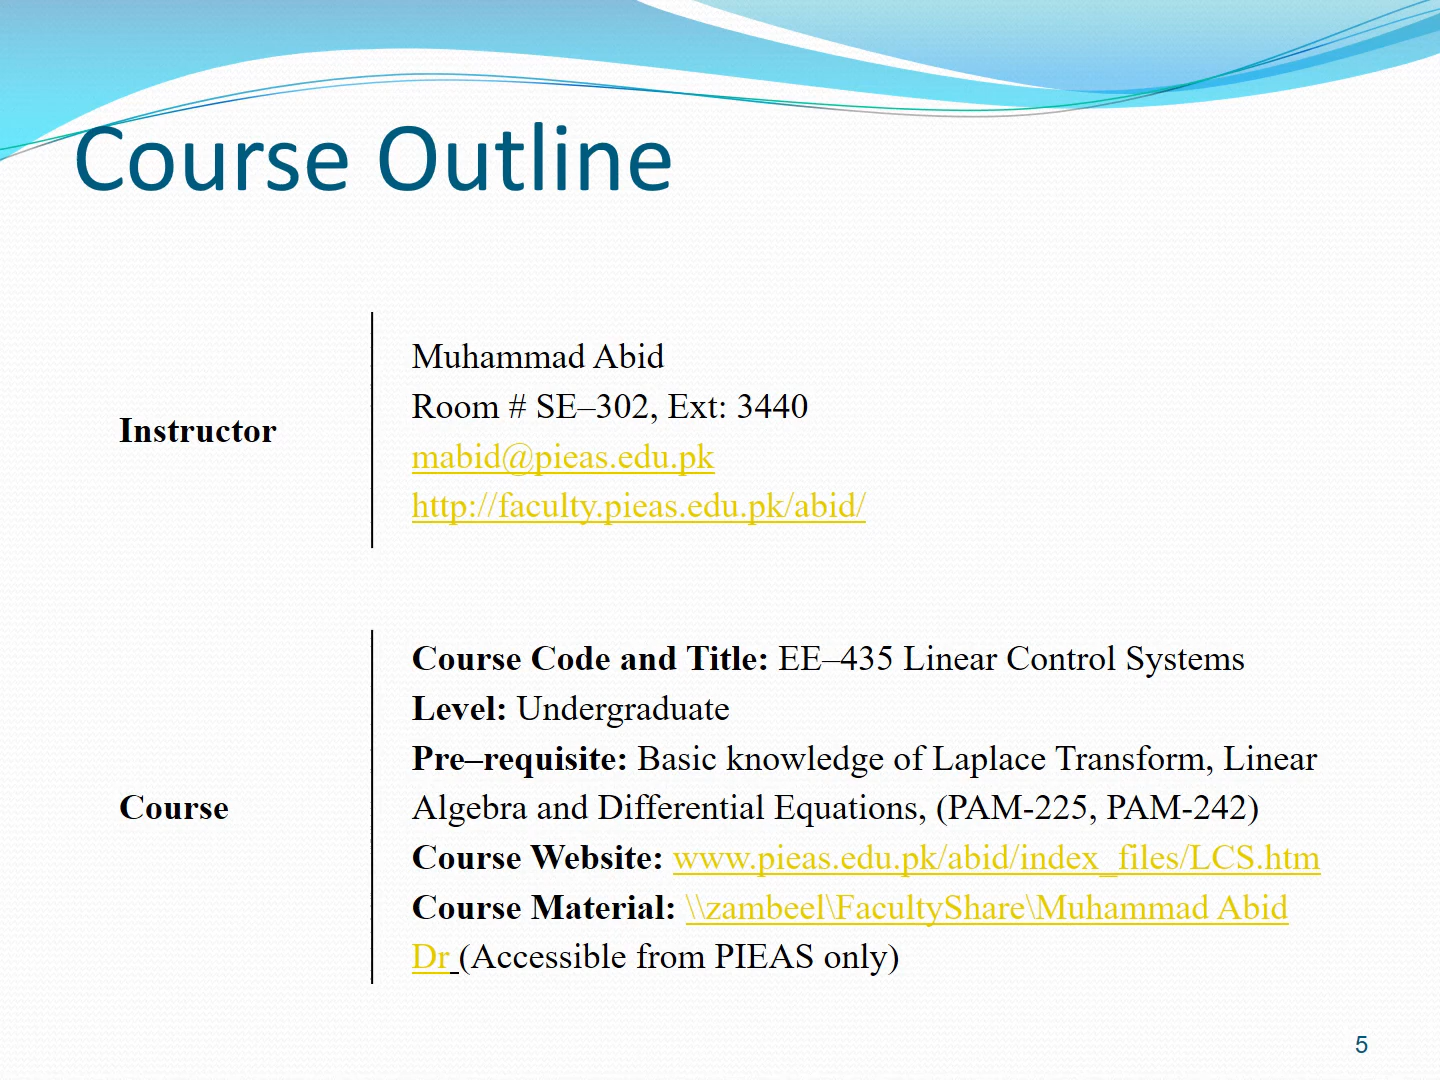 Course Outline
Instructor
Muhammad Abid
Room # SE–302, Ext: 3440
mabid@pieas.edu.pk
http://faculty.pieas.edu.pk/abid/
Course
Course Code and Title: EE–435 Linear Control Systems
Level: Undergraduate
Pre–requisite: Basic knowledge of Laplace Transform, Linear
Algebra and Differential Equations, (PAM-225, PAM-242)
Course Website: www.pieas.edu.pk/abid/index_files/LCS.htm
Course Material: \\zambeel\FacultyShare\Muhammad Abid
Dr (Accessible from PIEAS only)
5